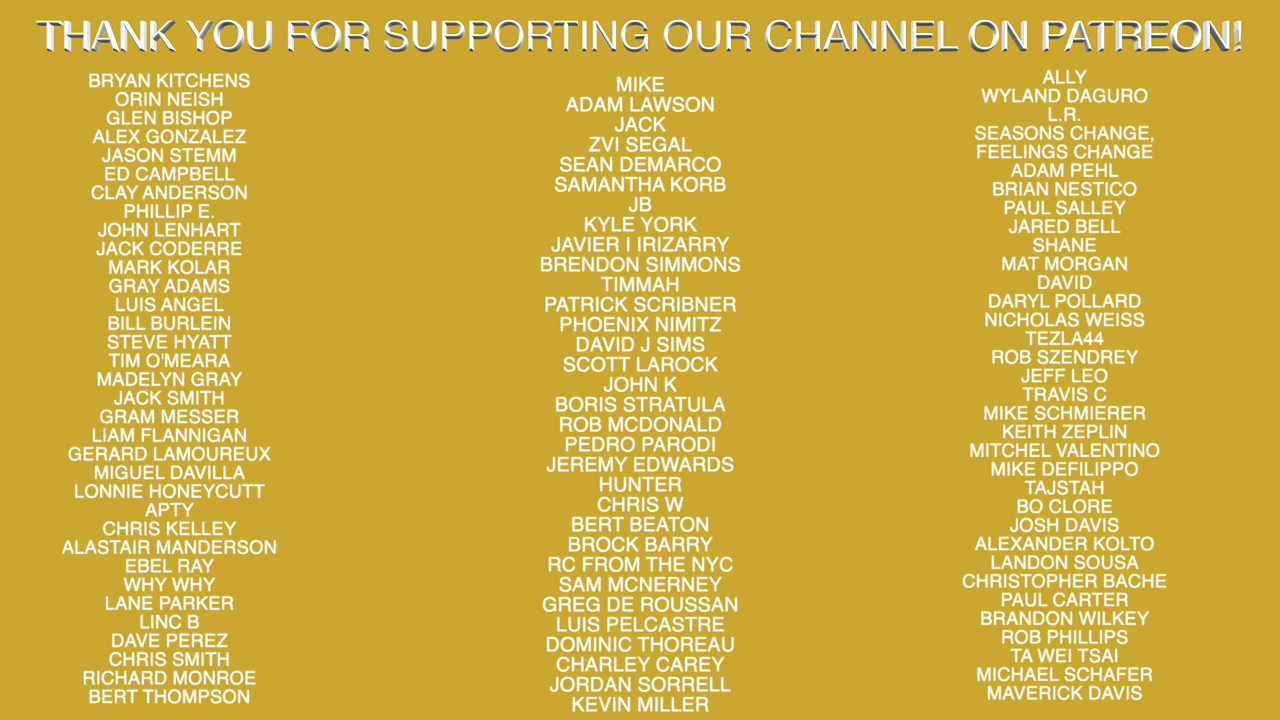 THANK YOU FOR SUPPORTING OUR CHANNEL ON PATREON!
BRYAN KITCHENS
ORIN NEISH
GLEN BISHOP
ALEX GONZALEZ
JASON STEMM
ED CAMPBELL
CLAY ANDERSON
PHILLIP E.
JOHN LENHART
JACK CODERRE
MARK KOLAR
GRAY ADAMS
LUIS ANGEL
BILL BURLEIN
STEVE HYATT
TIM O'MEARA
MADELYN GRAY
JACK SMITH
GRAM MESSER
LIAM FLANNIGAN
GERARD LAMOUREUX
MIGUEL DAVILLA
LONNIE HONEYCUTT
APTY
CHRIS KELLEY
ALASTAIR MANDERSON
EBEL RAY
WHY WHY
LANE PARKER
LINC B
DAVE PEREZ
CHRIS SMITH
RICHARD MONROE
BERT THOMPSON
MIKE
ADAM LAWSON
JACK
ZVI SEGAL
SEAN DEMARCO
SAMANTHA KORB
JB
KYLE YORK
JAVIER I IRIZARRY
BRENDON SIMMONS
TIMMAH
PATRICK SCRIBNER
PHOENIX NIMITZ
DAVID J SIMS
SCOTT LAROCK
JOHN K
BORIS STRATULA
ROB MCDONALD
PEDRO PARODI
JEREMY EDWARDS
HUNTER
CHRIS W
BERT BEATON
BROCK BARRY
RC FROM THE NYC
SAM MCNERNEY
GREG DE ROUSSAN
LUIS PELCASTRE
DOMINIC THOREAU
CHARLEY CAREY
JORDAN SORRELL
KEVIN MILLER
ALLY
WYLAND DAGURO
L.R.
SEASONS CHANGE,
FEELINGS CHANGE
ADAM PEHL
BRIAN NESTICO
PAUL SALLEY
JARED BELL
SHANE
MAT MORGAN
DAVID
DARYL POLLARD
NICHOLAS WEISS
TEZLA44
ROB SZENDREY
JEFF LEO
TRAVIS C
MIKE SCHMIERER
KEITH ZEPLIN
MITCHEL VALENTINO
MIKE DEFILIPPO
TAJSTAH
BO CLORE
JOSH DAVIS
ALEXANDER KOLTO
LANDON SOUSA
CHRISTOPHER BACHE
PAUL CARTER
BRANDON WILKEY
ROB PHILLIPS
TA WEI TSAI
MICHAEL SCHAFER
MAVERICK DAVIS